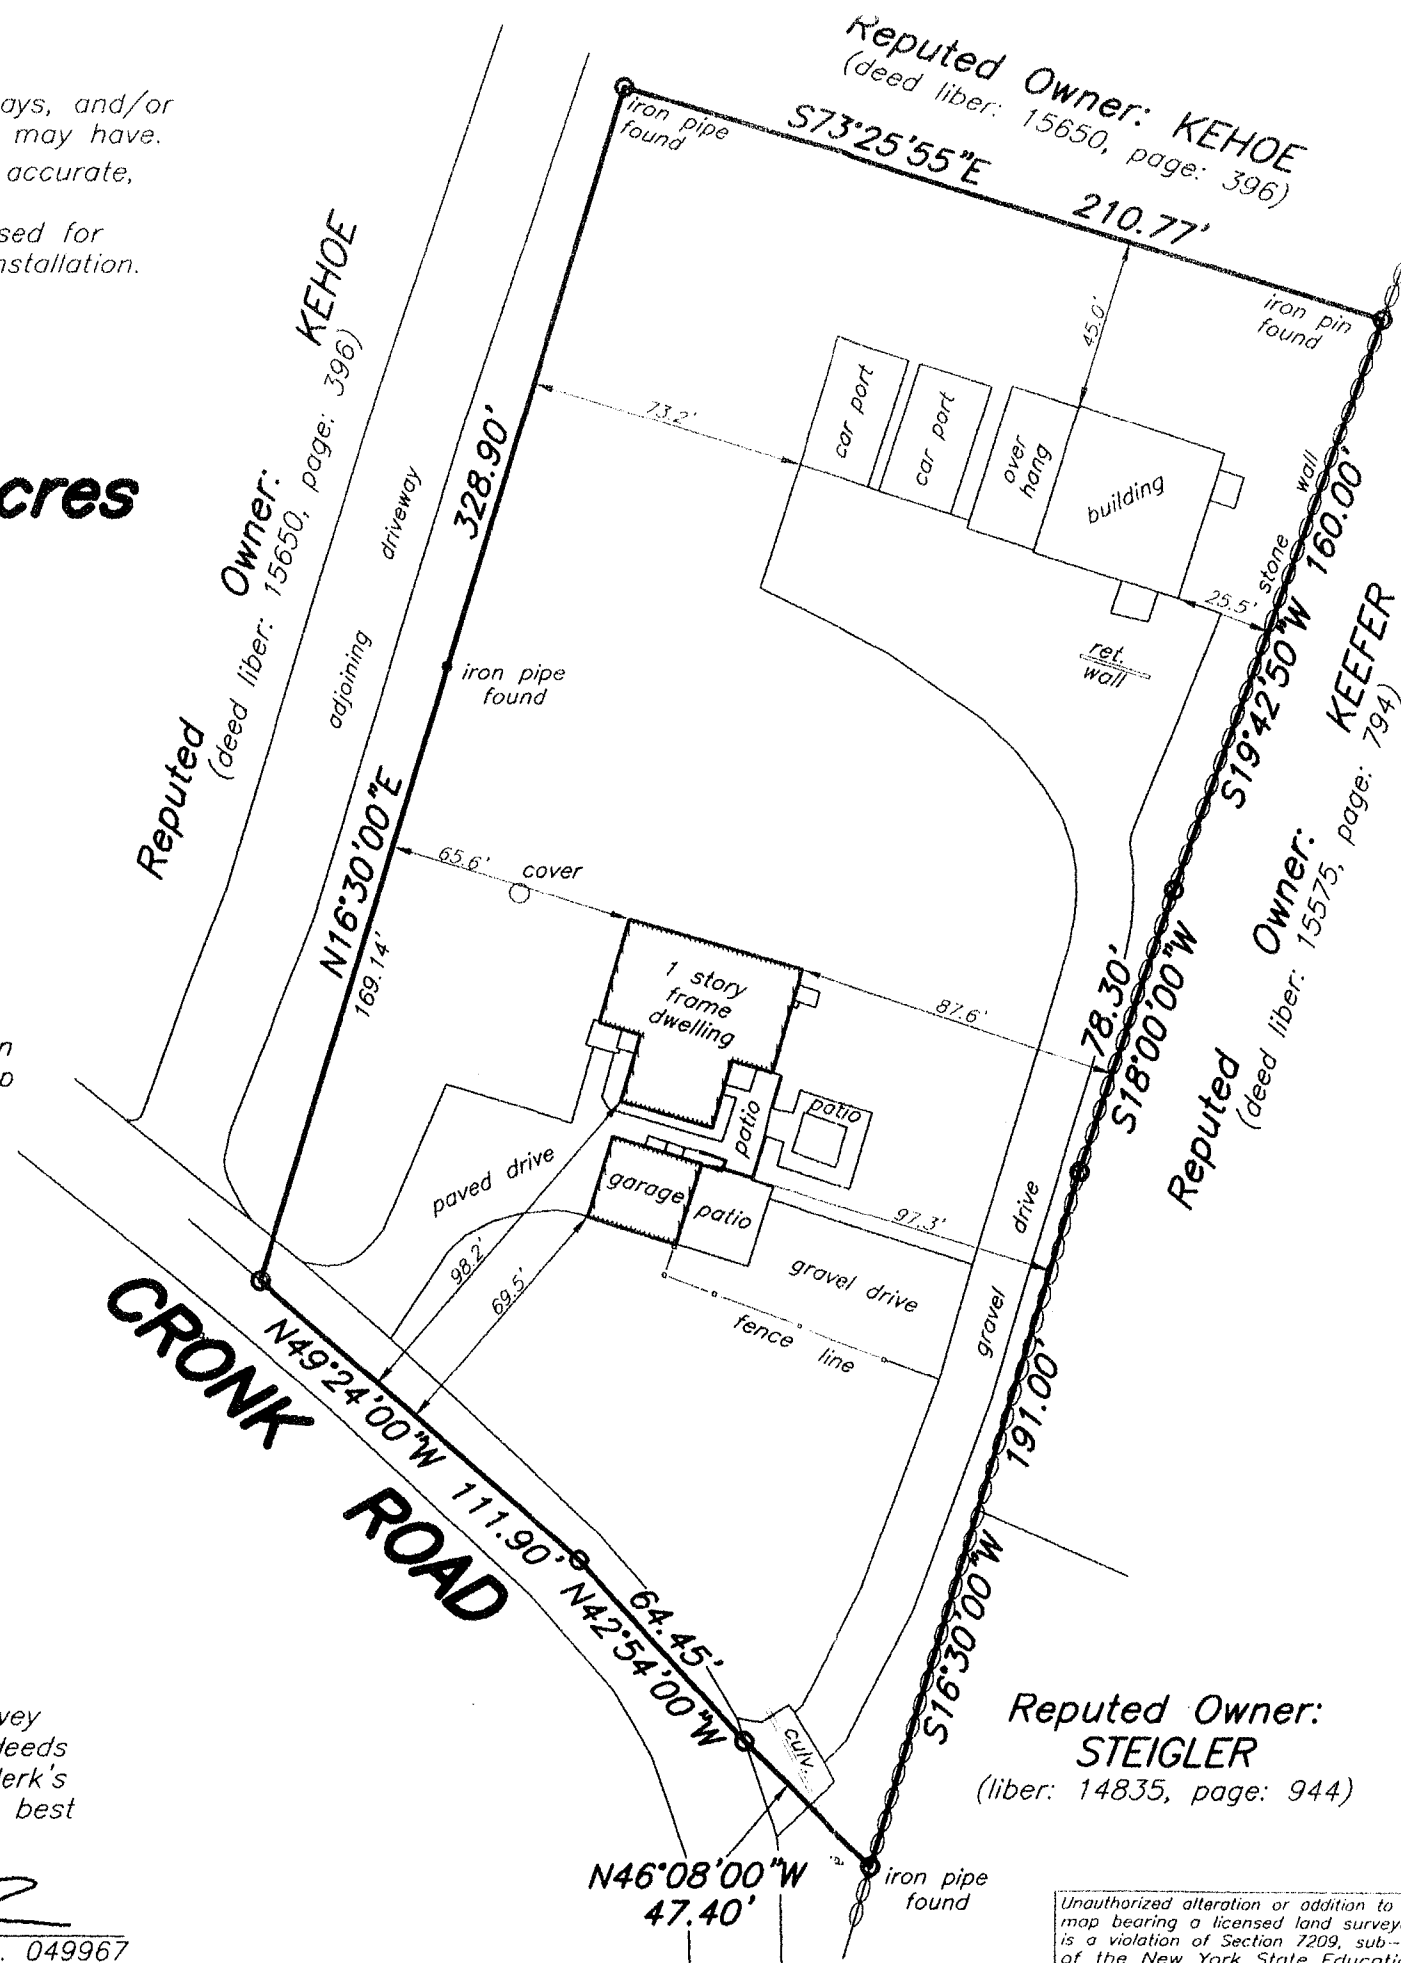 Reputed Owner: KEHOE
(deed liber: 15650, page: 396)
S73°25'55"E 210.77'
iron pipe
found
iron pin
found
ays, and/or
may have.
accurate,
sed for
nstallation.
cres
Reputed Owner: KEHOE
(deed liber: 15650, page: 396)
adjoining driveway
328.90'
N16°30'00"E
169.14'
iron pipe
found
73.2'
45.0'
car port
car port
over
hang
building
25.5'
ret.
wall
stone wall
S19°42'50"W 160.00'
Reputed Owner: KEEFER
(deed liber: 15575, page: 794)
65.6'
cover
1 story
frame
dwelling
87.6'
78.30'
S18°00'00"W
patio
patio
paved drive
garage
patio
97.3'
gravel drive
gravel drive
fence line
98.2'
69.5'
191.00'
S16°30'00"W
CRONK ROAD
N49°24'00"W 111.90'
64.45'
N42°54'00"W
culv.
N46°08'00"W
47.40'
iron pipe
found
Reputed Owner:
STEIGLER
(liber: 14835, page: 944)
n
p
vey
deeds
lerk's
best
. 049967
Unauthorized alteration or addition to
map bearing a licensed land survey
is a violation of Section 7209, sub-
of the New York State Educati